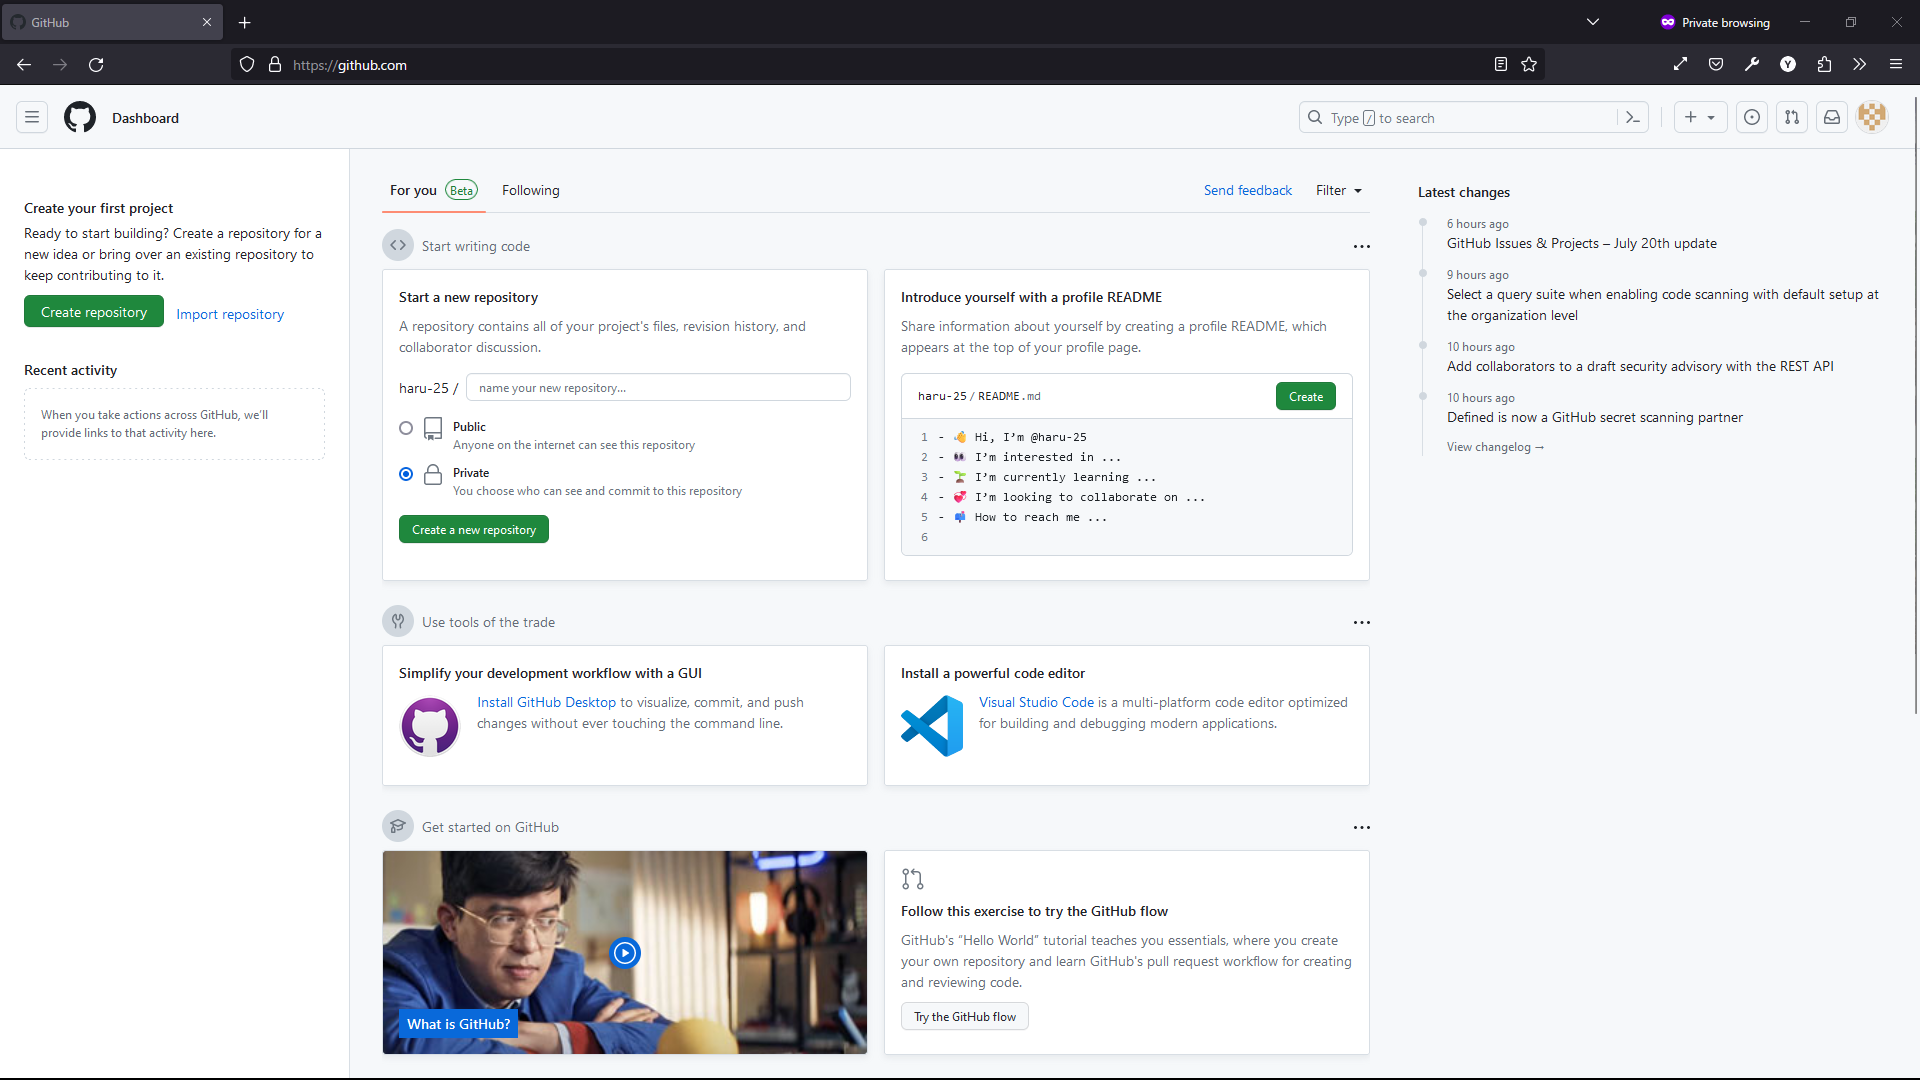 GitHub
Private browsing
https://github.com
Dashboard
Type / to search
Create your first project
Ready to start building? Create a repository for a
new idea or bring over an existing repository to
keep contributing to it.
Create repository
Import repository
Recent activity
When you take actions across GitHub, we'll
provide links to that activity here.
For you Beta
Following
Send feedback
Filter
Start writing code
Start a new repository
A repository contains all of your project's files, revision history, and
collaborator discussion.
haru-25 / name your new repository...
Public
Anyone on the internet can see this repository
Private
You choose who can see and commit to this repository
Create a new repository
Introduce yourself with a profile README
Share information about yourself by creating a profile README, which
appears at the top of your profile page.
haru-25 / README.md
Create
1 - 👋 Hi, I'm @haru-25
2 - 👀 I'm interested in ...
3 - 🌱 I'm currently learning ...
4 - 💞️ I'm looking to collaborate on ...
5 - 📫 How to reach me ...
6
Use tools of the trade
Simplify your development workflow with a GUI
Install GitHub Desktop to visualize, commit, and push
changes without ever touching the command line.
Install a powerful code editor
Visual Studio Code is a multi-platform code editor optimized
for building and debugging modern applications.
Get started on GitHub
What is GitHub?
Follow this exercise to try the GitHub flow
GitHub's “Hello World” tutorial teaches you essentials, where you create
your own repository and learn GitHub's pull request workflow for creating
and reviewing code.
Try the GitHub flow
Latest changes
6 hours ago
GitHub Issues & Projects – July 20th update
9 hours ago
Select a query suite when enabling code scanning with default setup at
the organization level
10 hours ago
Add collaborators to a draft security advisory with the REST API
10 hours ago
Defined is now a GitHub secret scanning partner
View changelog →